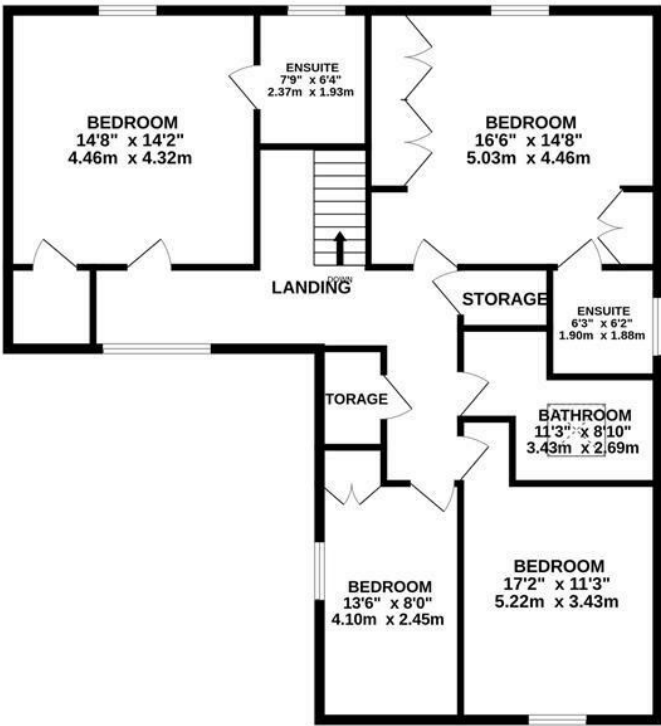 BEDROOM
14'8" x 14'2"
4.46m x 4.32m
ENSUITE
7'9" x 6'4"
2.37m x 1.93m
BEDROOM
16'6" x 14'8"
5.03m x 4.46m
DOWN
LANDING
STORAGE
ENSUITE
6'3" x 6'2"
1.90m x 1.88m
TORAGE
BATHROOM
11'3" x 8'10"
3.43m x 2.69m
BEDROOM
13'6" x 8'0"
4.10m x 2.45m
BEDROOM
17'2" x 11'3"
5.22m x 3.43m